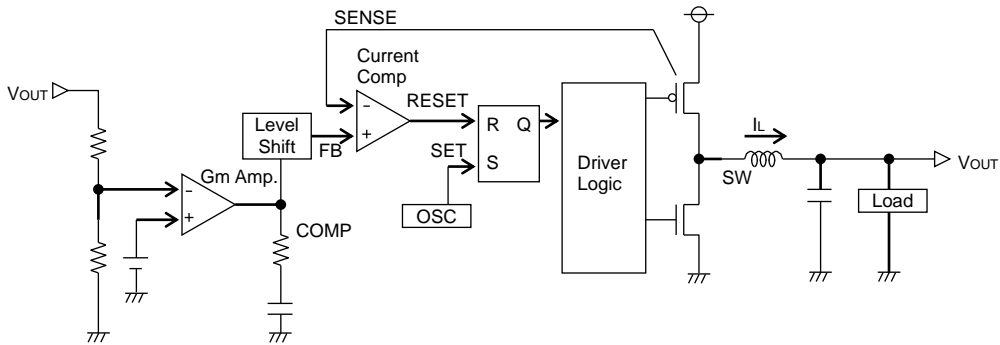 SENSE
Current
Comp
VOUT
RESET
Level
Shift
FB
R Q
S
SET
Driver
Logic
IL
SW
VOUT
Load
Gm Amp.
OSC
COMP